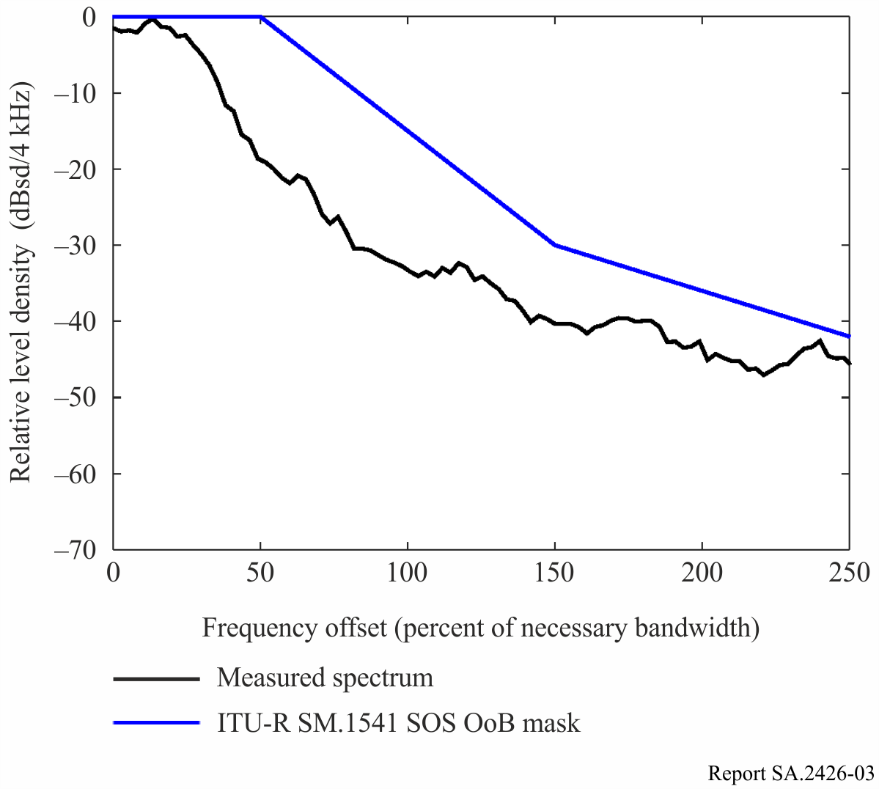 Relative level density (dBsd/4 kHz)
0
–10
–20
–30
–40
–50
–60
–70
0 50 100 150 200 250
Frequency offset (percent of necessary bandwidth)
Measured spectrum
ITU-R SM.1541 SOS OoB mask
Report SA.2426-03